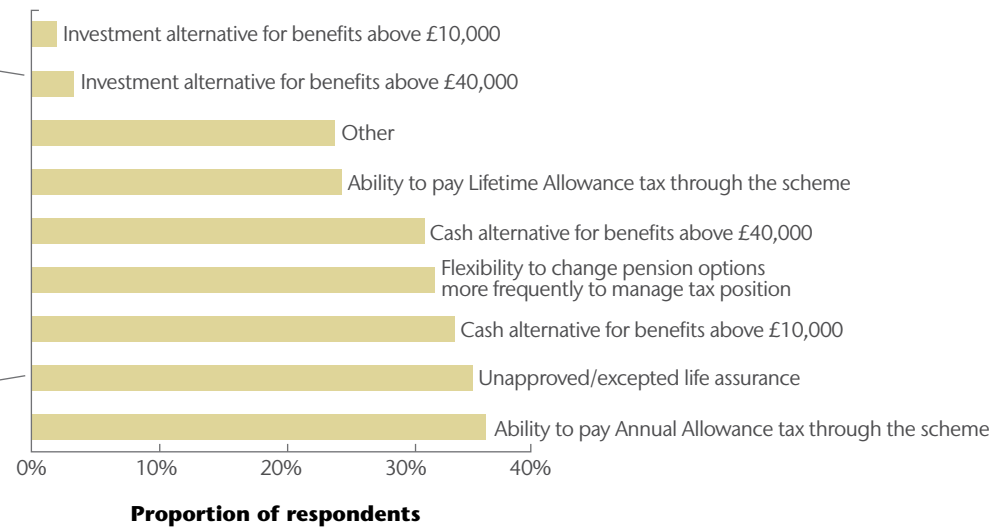 Investment alternative for benefits above £10,000
Investment alternative for benefits above £40,000
Other
Ability to pay Lifetime Allowance tax through the scheme
Cash alternative for benefits above £40,000
Flexibility to change pension options
more frequently to manage tax position
Cash alternative for benefits above £10,000
Unapproved/excepted life assurance
Ability to pay Annual Allowance tax through the scheme
0% 10% 20% 30% 40%
Proportion of respondents